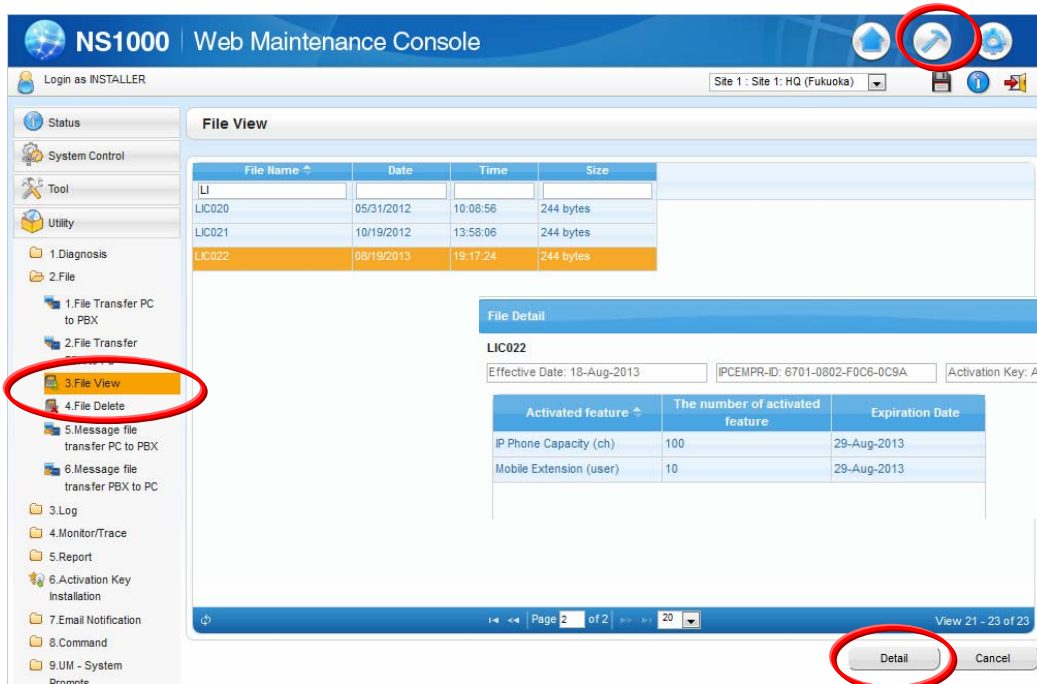 NS1000 Web Maintenance Console
Login as INSTALLER
Site 1 : Site 1: HQ (Fukuoka)
Status
System Control
Tool
Utility
1.Diagnosis
2.File
1.File Transfer PC
to PBX
2.File Transfer
3.File View
4.File Delete
5.Message file
transfer PC to PBX
6.Message file
transfer PBX to PC
3.Log
4.Monitor/Trace
5.Report
6.Activation Key
Installation
7.Email Notification
8.Command
9.UM - System
Prompts
File View
File Name Date Time Size
LI
LIC020 05/31/2012 10:08:56 244 bytes
LIC021 10/19/2012 13:58:06 244 bytes
LIC022 08/19/2013 19:17:24 244 bytes
File Detail
LIC022
Effective Date: 18-Aug-2013 IPCEMPR-ID: 6701-0802-F0C6-0C9A Activation Key: A
Activated feature The number of activated feature Expiration Date
IP Phone Capacity (ch) 100 29-Aug-2013
Mobile Extension (user) 10 29-Aug-2013
Page 2 of 2 20 View 21 - 23 of 23
Detail Cancel